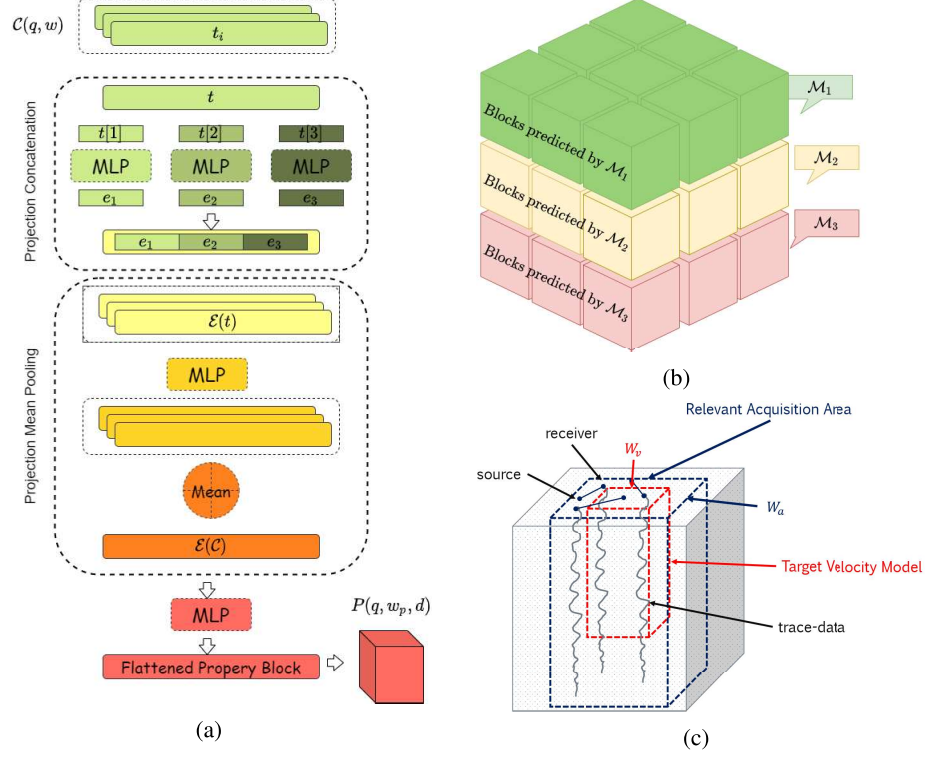 C(q, w)
t_i
Projection Concatenation
t
t[1]
t[2]
t[3]
MLP
MLP
MLP
e_1
e_2
e_3
e_1
e_2
e_3
Projection Mean Pooling
E(t)
MLP
Mean
E(C)
MLP
P(q, w_p, d)
Flattened Propery Block
(a)
M_1
Blocks predicted by M_1
M_2
Blocks predicted by M_2
M_3
Blocks predicted by M_3
(b)
Relevant Acquisition Area
receiver
W_v
source
W_a
Target Velocity Model
trace-data
(c)